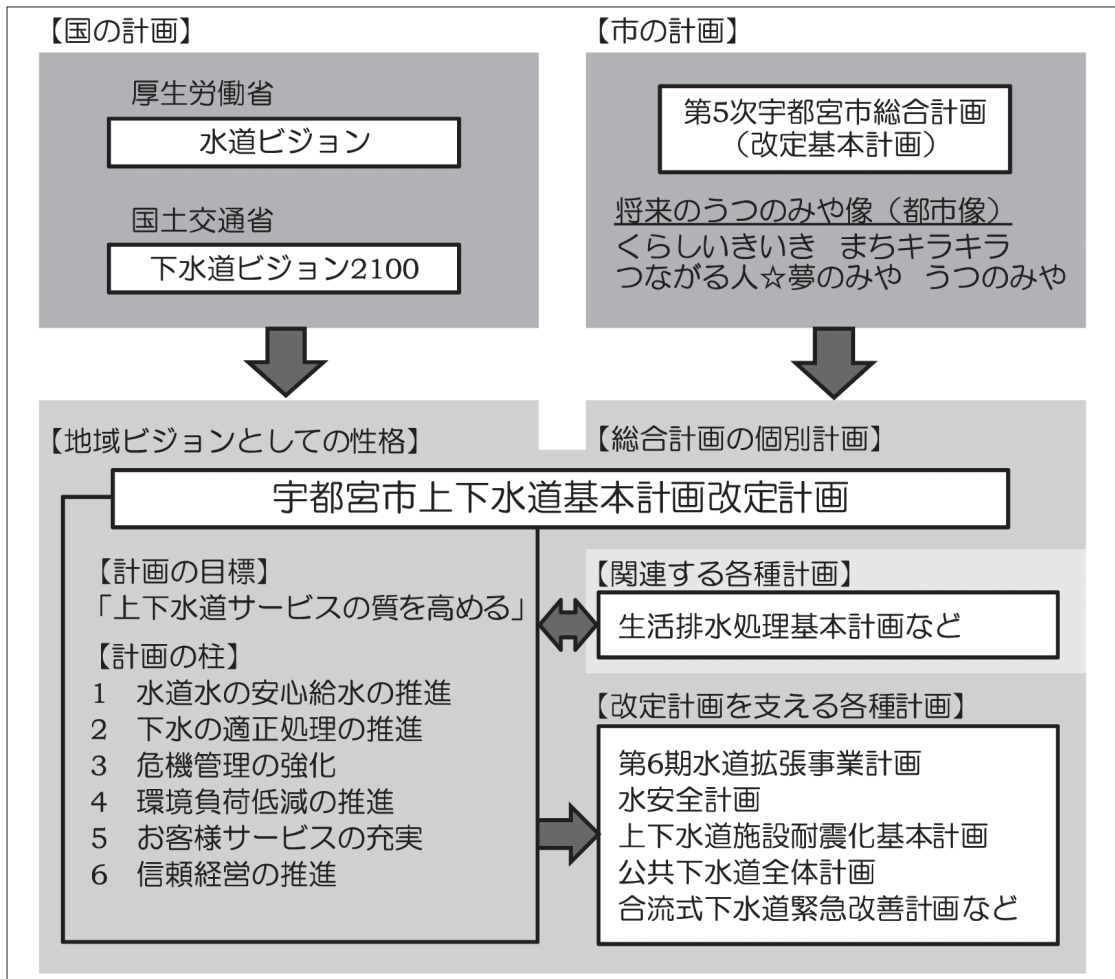 【国の計画】
厚生労働省
水道ビジョン
国土交通省
下水道ビジョン2100
【市の計画】
第5次宇都宮市総合計画
（改定基本計画）
将来のうつのみや像（都市像）
くらしいきいき　まちキラキラ
つながる人☆夢のみや　うつのみや
【地域ビジョンとしての性格】
【総合計画の個別計画】
宇都宮市上下水道基本計画改定計画
【計画の目標】
「上下水道サービスの質を高める」
【計画の柱】
1　水道水の安心給水の推進
2　下水の適正処理の推進
3　危機管理の強化
4　環境負荷低減の推進
5　お客様サービスの充実
6　信頼経営の推進
【関連する各種計画】
生活排水処理基本計画など
【改定計画を支える各種計画】
第6期水道拡張事業計画
水安全計画
上下水道施設耐震化基本計画
公共下水道全体計画
合流式下水道緊急改善計画など